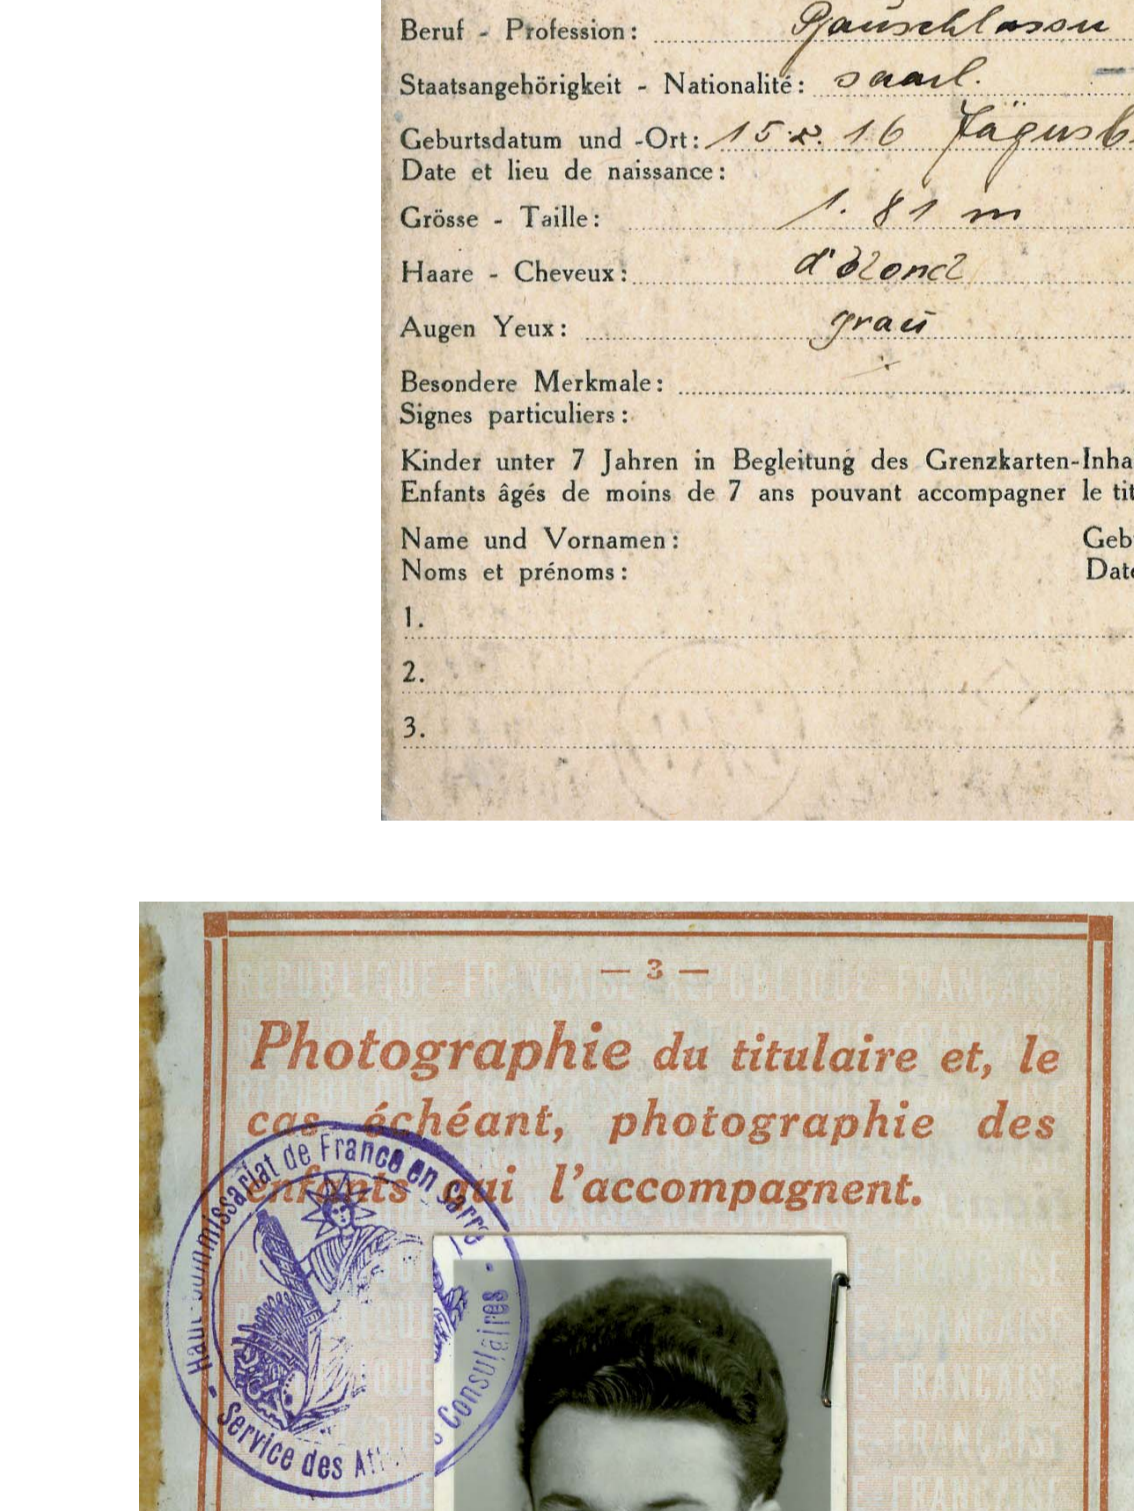 Beruf - Profession: Bauschlosser
Staatsangehörigkeit - Nationalité: saarl.
Geburtsdatum und -Ort: 15. 2. 16 Jägersb
Date et lieu de naissance:
Grösse - Taille: 1.81 m
Haare - Cheveux: d'blond
Augen Yeux: grau
Besondere Merkmale:
Signes particuliers:
Kinder unter 7 Jahren in Begleitung des Grenzkarten-Inha
Enfants âgés de moins de 7 ans pouvant accompagner le tit
Name und Vornamen: Geb
Noms et prénoms: Date
1.
2.
3.
— 3 —
Photographie du titulaire et, le
cas échéant, photographie des
enfants qui l'accompagnent.
Haut Commissariat de France en Sarre
- Service des Consulaires -